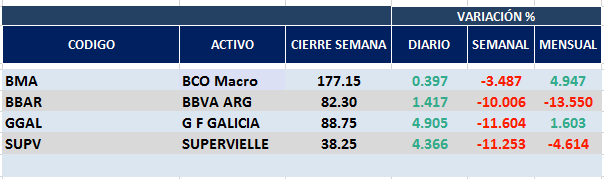 VARIACIÓN %
CODIGO ACTIVO CIERRE SEMANA DIARIO SEMANAL MENSUAL
BMA BCO Macro 177.15 0.397 -3.487 4.947
BBAR BBVA ARG 82.30 1.417 -10.006 -13.550
GGAL G F GALICIA 88.75 4.905 -11.604 1.603
SUPV SUPERVIELLE 38.25 4.366 -11.253 -4.614